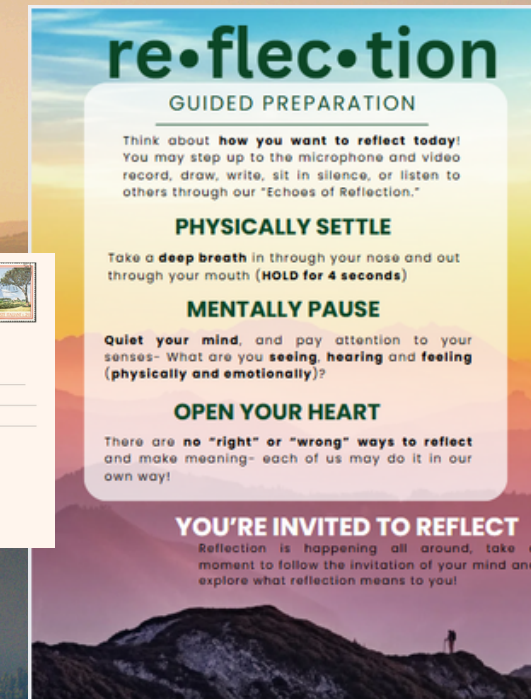 re•flec•tion
GUIDED PREPARATION
Think about how you want to reflect today!
You may step up to the microphone and video
record, draw, write, sit in silence, or listen to
others through our "Echoes of Reflection."
PHYSICALLY SETTLE
Take a deep breath in through your nose and out
through your mouth (HOLD for 4 seconds)
MENTALLY PAUSE
Quiet your mind, and pay attention to your
senses- What are you seeing, hearing and feeling
(physically and emotionally)?
OPEN YOUR HEART
There are no "right" or "wrong" ways to reflect
and make meaning- each of us may do it in our
own way!
YOU'RE INVITED TO REFLECT
Reflection is happening all around, take
moment to follow the invitation of your mind and
explore what reflection means to you!